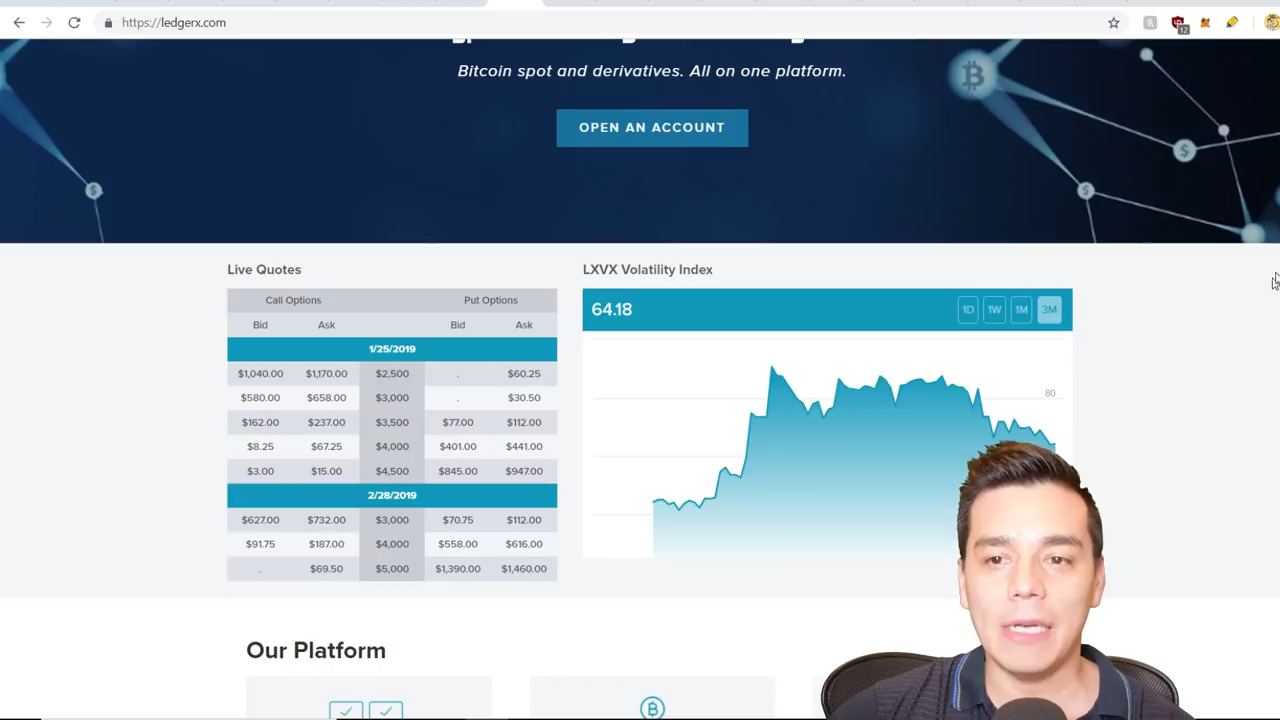 https://ledgerx.com
12
Bitcoin spot and derivatives. All on one platform.
OPEN AN ACCOUNT
Live Quotes
Call Options Put Options
Bid Ask Bid Ask
1/25/2019
$1,040.00 $1,170.00 $2,500 . $60.25
$580.00 $658.00 $3,000 . $30.50
$162.00 $237.00 $3,500 $77.00 $112.00
$8.25 $67.25 $4,000 $401.00 $441.00
$3.00 $15.00 $4,500 $845.00 $947.00
2/28/2019
$627.00 $732.00 $3,000 $70.75 $112.00
$91.75 $187.00 $4,000 $558.00 $616.00
. $69.50 $5,000 $1,390.00 $1,460.00
LXVX Volatility Index
64.18 1D 1W 1M 3M
80
Our Platform